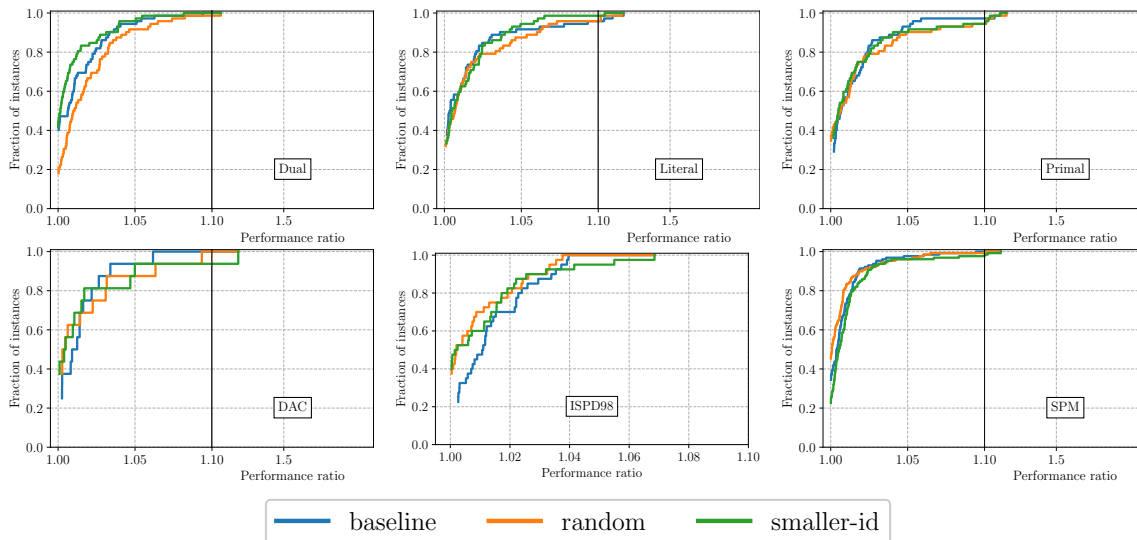 1.0
0.8
0.6
0.4
0.2
0.0
Fraction of instances
Dual
1.00 1.05 1.10 1.5
Performance ratio
1.0
0.8
0.6
0.4
0.2
0.0
Fraction of instances
Literal
1.00 1.05 1.10 1.5
Performance ratio
1.0
0.8
0.6
0.4
0.2
0.0
Fraction of instances
Primal
1.00 1.05 1.10 1.5
Performance ratio
1.0
0.8
0.6
0.4
0.2
0.0
Fraction of instances
DAC
1.00 1.05 1.10 1.5
Performance ratio
1.0
0.8
0.6
0.4
0.2
0.0
Fraction of instances
ISPD98
1.00 1.02 1.04 1.06 1.08 1.10
Performance ratio
1.0
0.8
0.6
0.4
0.2
0.0
Fraction of instances
SPM
1.00 1.05 1.10 1.5
Performance ratio
baseline random smaller-id